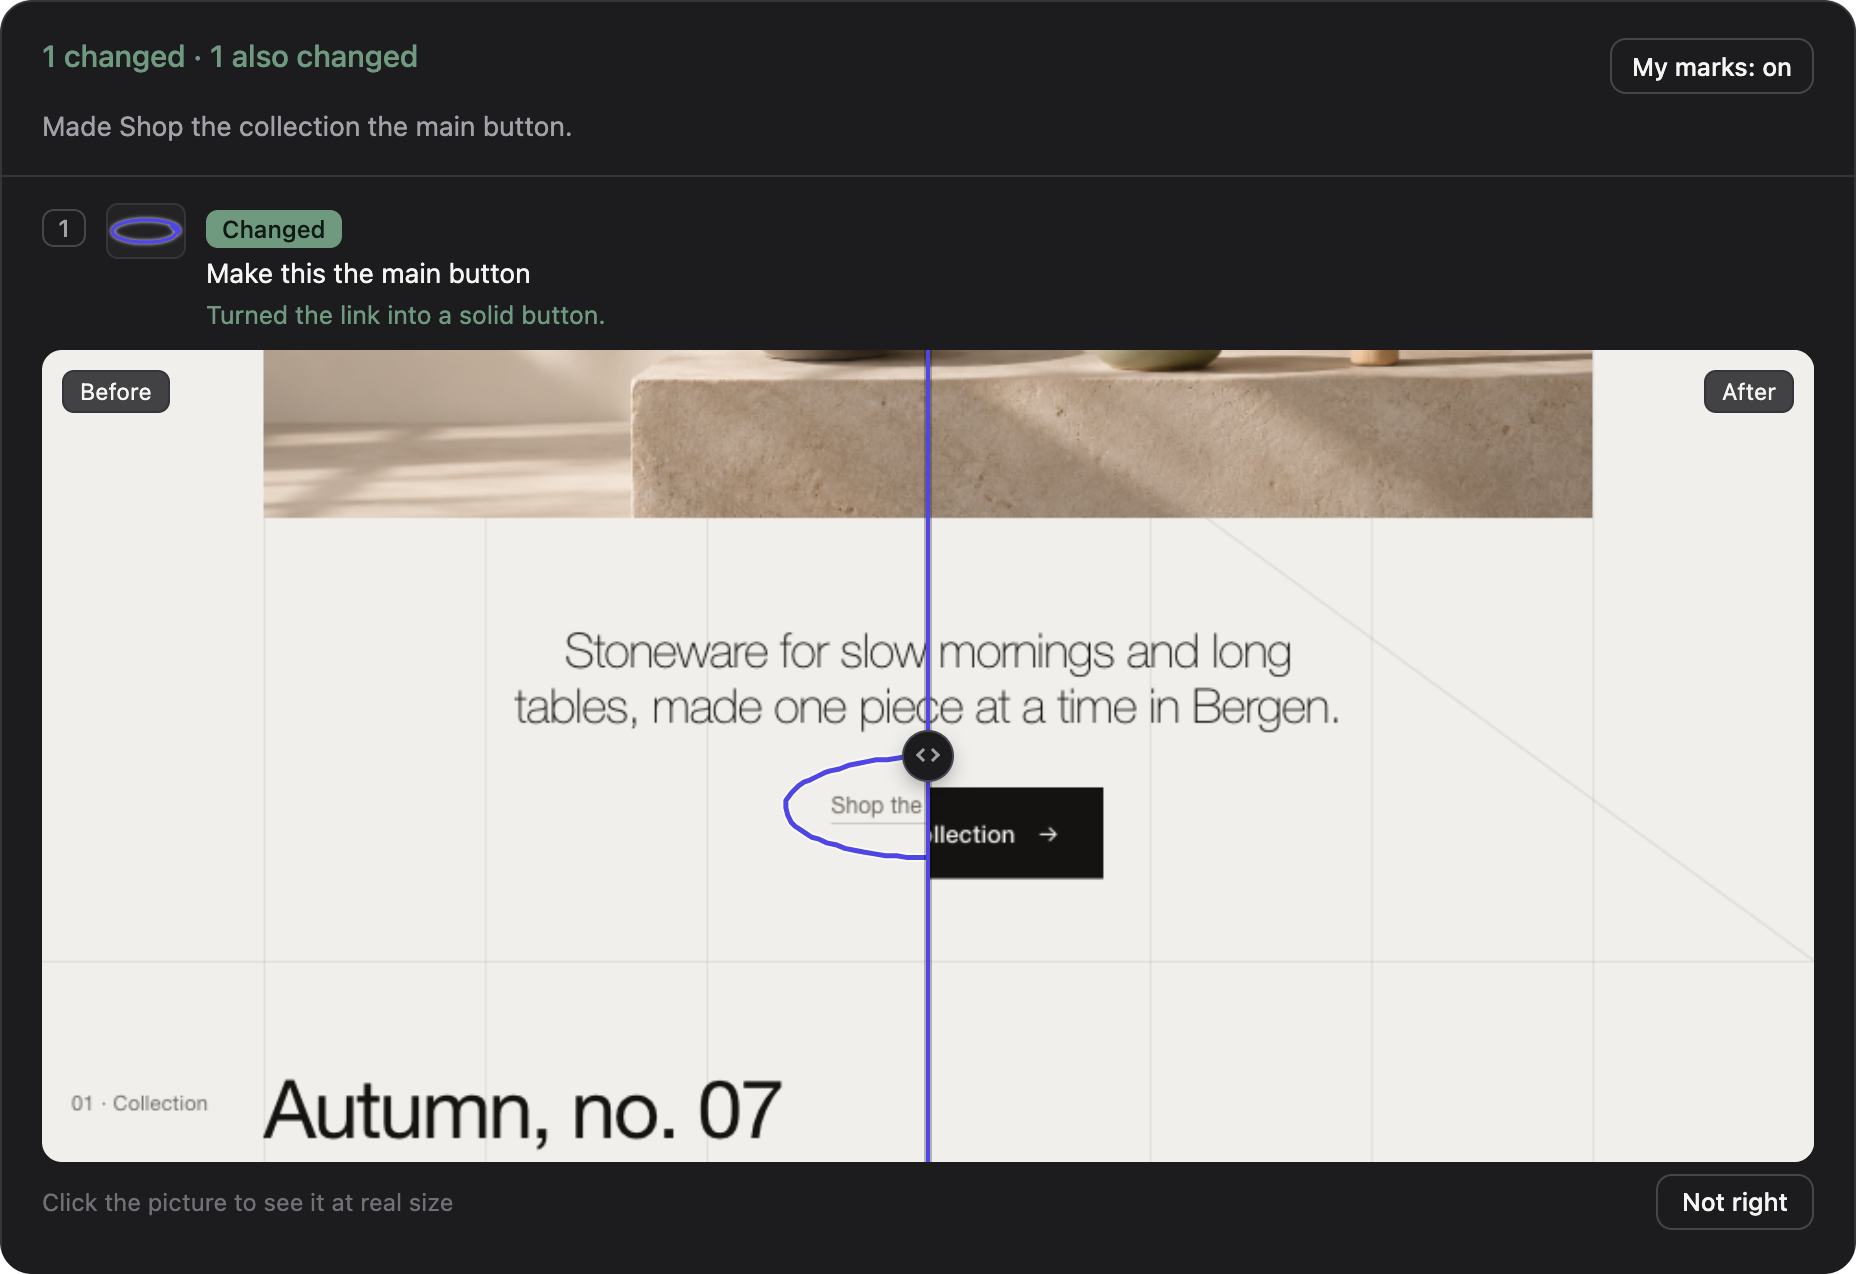 1 changed · 1 also changed
My marks: on
Made Shop the collection the main button.
1
Changed
Make this the main button
Turned the link into a solid button.
Before
After
Stoneware for slow mornings and long
tables, made one piece at a time in Bergen.
Shop the
ollection →
01 · Collection
Autumn, no. 07
Click the picture to see it at real size
Not right